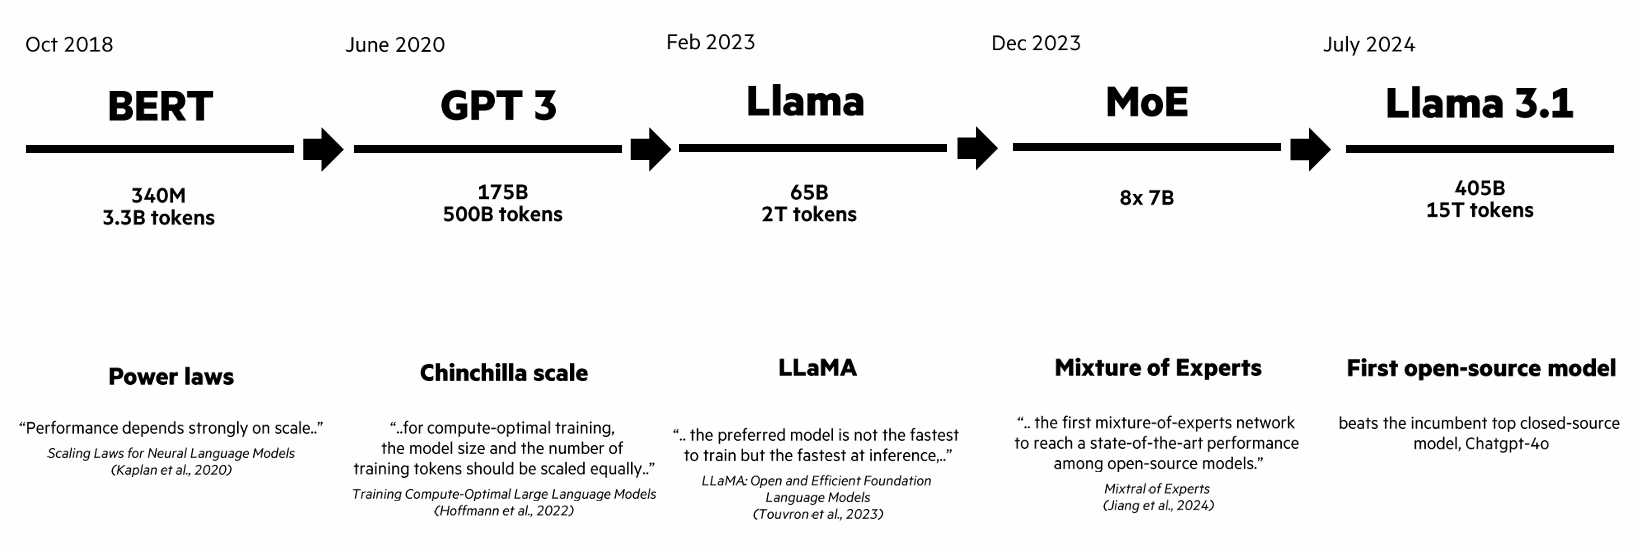 Oct 2018
BERT
340M
3.3B tokens
June 2020
GPT 3
175B
500B tokens
Feb 2023
Llama
65B
2T tokens
Dec 2023
MoE
8x 7B
July 2024
Llama 3.1
405B
15T tokens
Power laws
“Performance depends strongly on scale..”
Scaling Laws for Neural Language Models
(Kaplan et al., 2020)
Chinchilla scale
“..for compute-optimal training,
the model size and the number of
training tokens should be scaled equally..”
Training Compute-Optimal Large Language Models
(Hoffmann et al., 2022)
LLaMA
“.. the preferred model is not the fastest
to train but the fastest at inference,..”
LLaMA: Open and Efficient Foundation
Language Models
(Touvron et al., 2023)
Mixture of Experts
“.. the first mixture-of-experts network
to reach a state-of-the-art performance
among open-source models.”
Mixtral of Experts
(Jiang et al., 2024)
First open-source model
beats the incumbent top closed-source
model, Chatgpt-4o